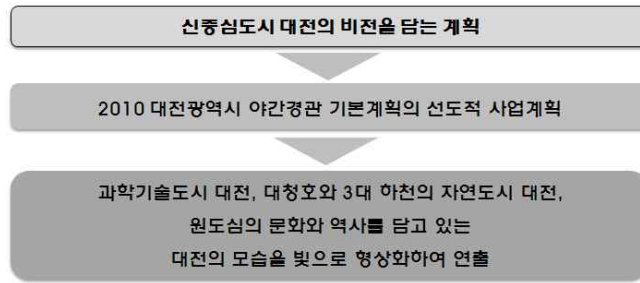 신중심도시 대전의 비전을 담는 계획
2010 대전광역시 야간경관 기본계획의 선도적 사업계획
과학기술도시 대전, 대청호와 3대 하천의 자연도시 대전,
원도심의 문화와 역사를 담고 있는
대전의 모습을 빛으로 형상화하여 연출